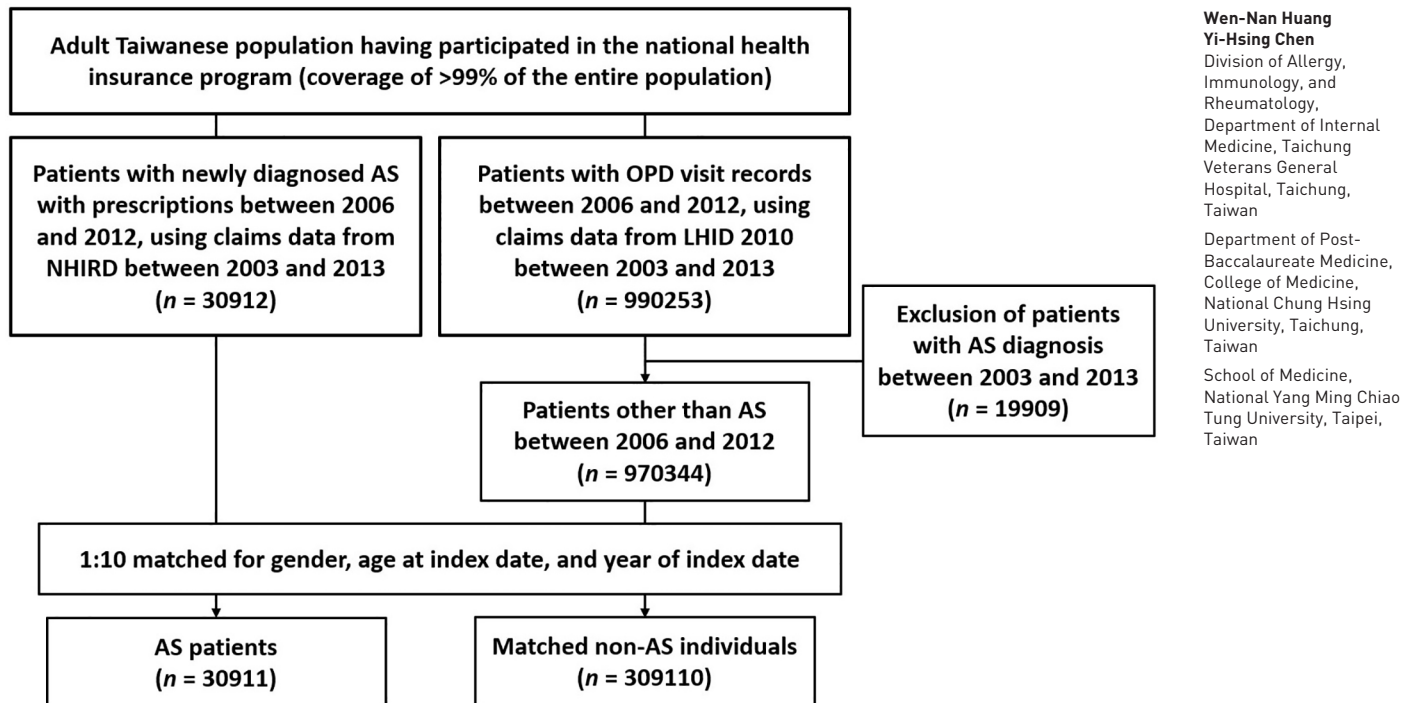 Adult Taiwanese population having participated in the national health
insurance program (coverage of >99% of the entire population)
Patients with newly diagnosed AS
with prescriptions between 2006
and 2012, using claims data from
NHIRD between 2003 and 2013
(n = 30912)
Patients with OPD visit records
between 2006 and 2012, using
claims data from LHID 2010
between 2003 and 2013
(n = 990253)
Exclusion of patients
with AS diagnosis
between 2003 and 2013
(n = 19909)
Patients other than AS
between 2006 and 2012
(n = 970344)
1:10 matched for gender, age at index date, and year of index date
AS patients
(n = 30911)
Matched non-AS individuals
(n = 309110)
Wen-Nan Huang
Yi-Hsing Chen
Division of Allergy,
Immunology, and
Rheumatology,
Department of Internal
Medicine, Taichung
Veterans General
Hospital, Taichung,
Taiwan
Department of Post-
Baccalaureate Medicine,
College of Medicine,
National Chung Hsing
University, Taichung,
Taiwan
School of Medicine,
National Yang Ming Chiao
Tung University, Taipei,
Taiwan